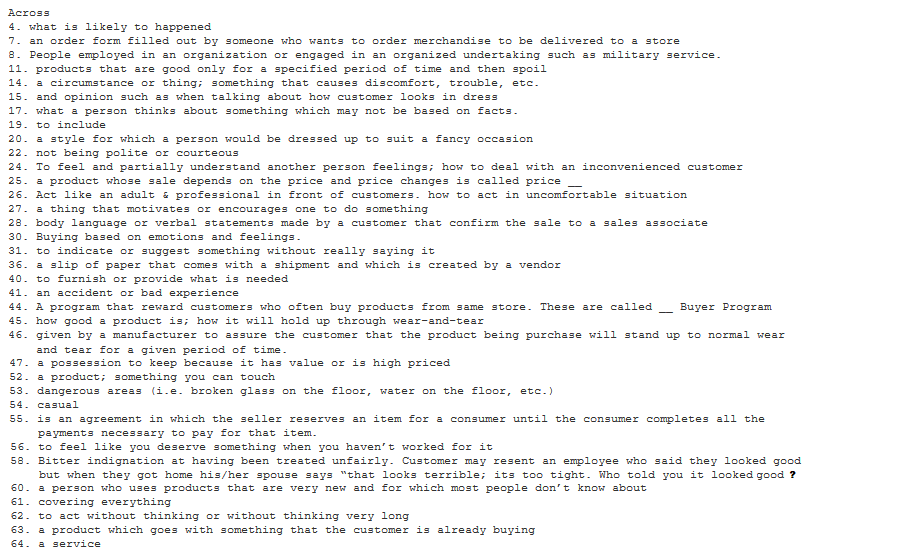 Across
4. what is likely to happened
7. an order form filled out by someone who wants to order merchandise to be delivered to a store
8. People employed in an organization or engaged in an organized undertaking such as military service.
11. products that are good only for a specified period of time and then spoil
14. a circumstance or thing; something that causes discomfort, trouble, etc.
15. and opinion such as when talking about how customer looks in dress
17. what a person thinks about something which may not be based on facts.
19. to include
20. a style for which a person would be dressed up to suit a fancy occasion
22. not being polite or courteous
24. To feel and partially understand another person feelings; how to deal with an inconvenienced customer
25. a product whose sale depends on the price and price changes is called price __
26. Act like an adult & professional in front of customers. how to act in uncomfortable situation
27. a thing that motivates or encourages one to do something
28. body language or verbal statements made by a customer that confirm the sale to a sales associate
30. Buying based on emotions and feelings.
31. to indicate or suggest something without really saying it
36. a slip of paper that comes with a shipment and which is created by a vendor
40. to furnish or provide what is needed
41. an accident or bad experience
44. A program that reward customers who often buy products from same store. These are called __ Buyer Program
45. how good a product is; how it will hold up through wear-and-tear
46. given by a manufacturer to assure the customer that the product being purchase will stand up to normal wear
and tear for a given period of time.
47. a possession to keep because it has value or is high priced
52. a product; something you can touch
53. dangerous areas (i.e. broken glass on the floor, water on the floor, etc.)
54. casual
55. is an agreement in which the seller reserves an item for a consumer until the consumer completes all the
payments necessary to pay for that item.
56. to feel like you deserve something when you haven't worked for it
58. Bitter indignation at having been treated unfairly. Customer may resent an employee who said they looked good
but when they got home his/her spouse says "that looks terrible; its too tight. Who told you it looked good ?
60. a person who uses products that are very new and for which most people don't know about
61. covering everything
62. to act without thinking or without thinking very long
63. a product which goes with something that the customer is already buying
64. a service